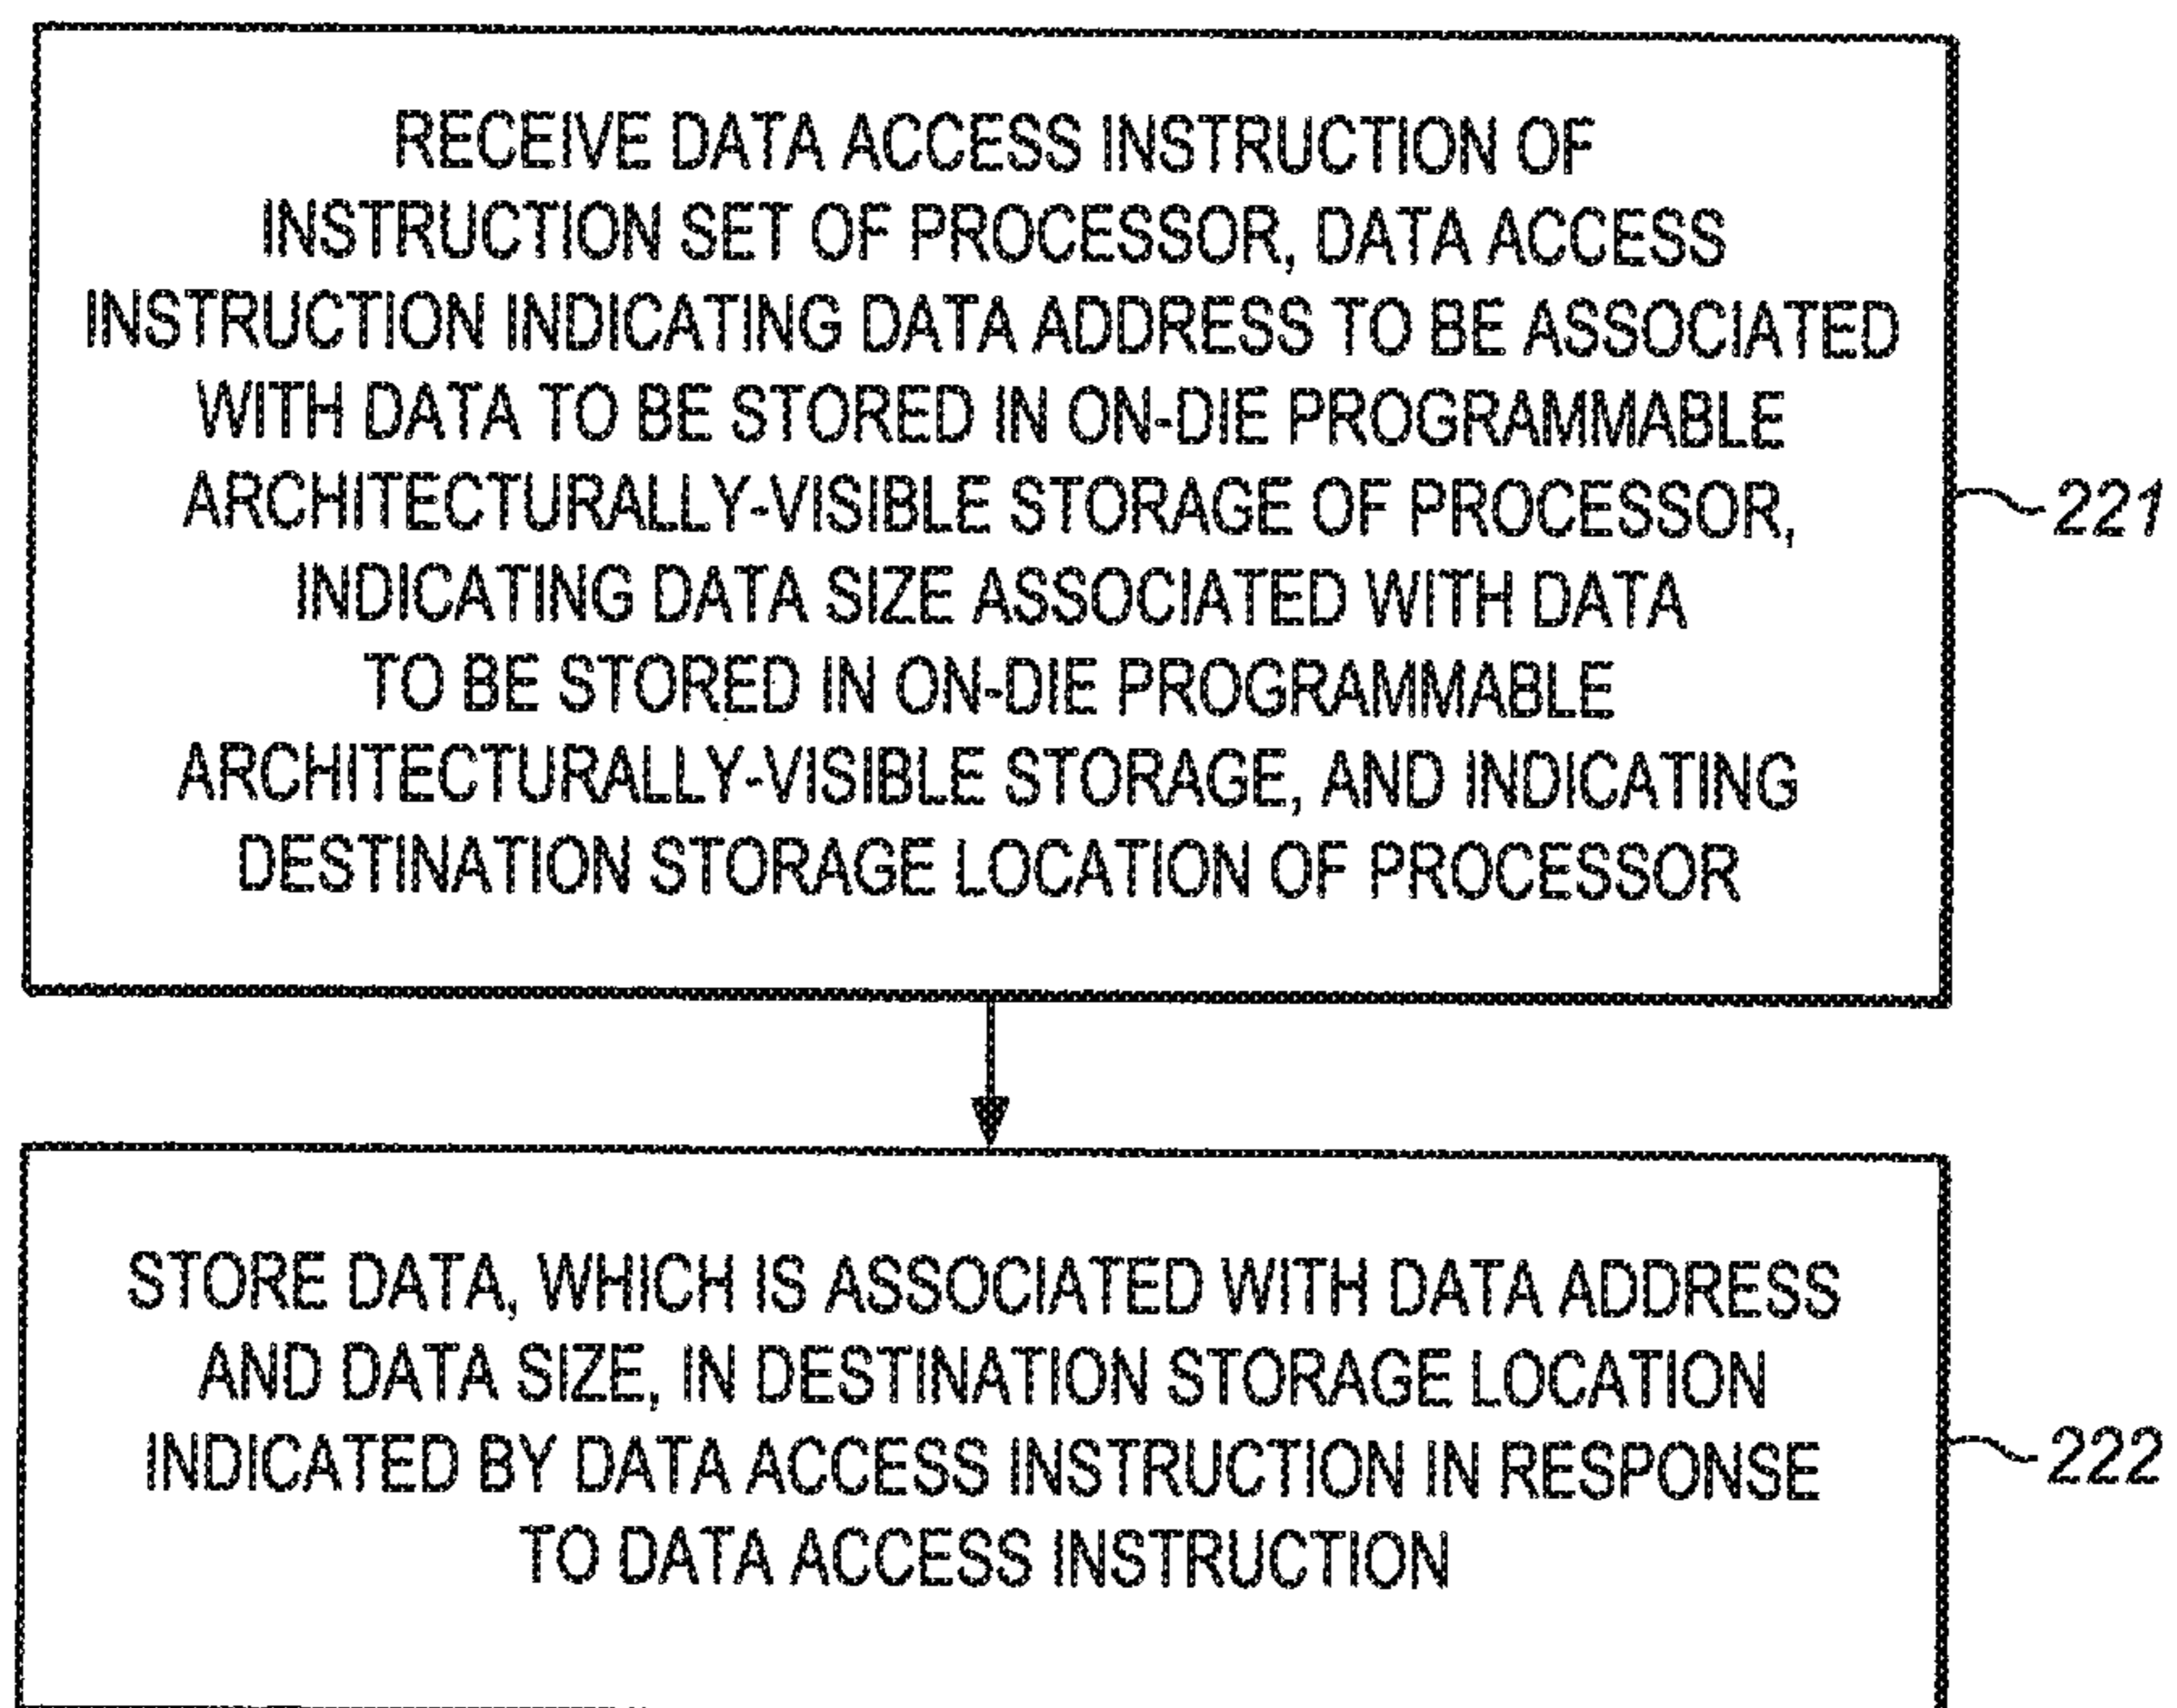 RECEIVE DATA ACCESS INSTRUCTION OF
INSTRUCTION SET OF PROCESSOR, DATA ACCESS
INSTRUCTION INDICATING DATA ADDRESS TO BE ASSOCIATED
WITH DATA TO BE STORED IN ON-DIE PROGRAMMABLE
ARCHITECTURALLY-VISIBLE STORAGE OF PROCESSOR,
INDICATING DATA SIZE ASSOCIATED WITH DATA
TO BE STORED IN ON-DIE PROGRAMMABLE
ARCHITECTURALLY-VISIBLE STORAGE, AND INDICATING
DESTINATION STORAGE LOCATION OF PROCESSOR
221
STORE DATA, WHICH IS ASSOCIATED WITH DATA ADDRESS
AND DATA SIZE, IN DESTINATION STORAGE LOCATION
INDICATED BY DATA ACCESS INSTRUCTION IN RESPONSE
TO DATA ACCESS INSTRUCTION
222